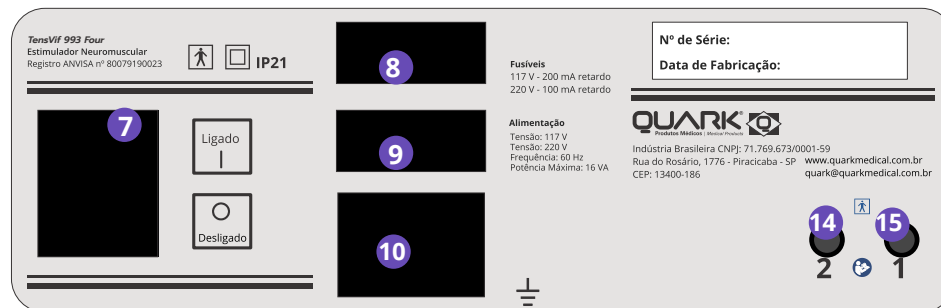 TensVif 993 Four
Estimulador Neuromuscular
Registro ANVISA nº 80079190023
IP21
7
Ligado
Desligado
8
9
10
Fusíveis
117 V - 200 mA retardo
220 V - 100 mA retardo
Alimentação
Tensão: 117 V
Tensão: 220 V
Frequência: 60 Hz
Potência Máxima: 16 VA
Nº de Série:
Data de Fabricação:
QUARK
Produtos Médicos | Medical Products
Indústria Brasileira CNPJ: 71.769.673/0001-59
Rua do Rosário, 1776 - Piracicaba - SP
CEP: 13400-186
www.quarkmedical.com.br
quark@quarkmedical.com.br
14
15
2
1